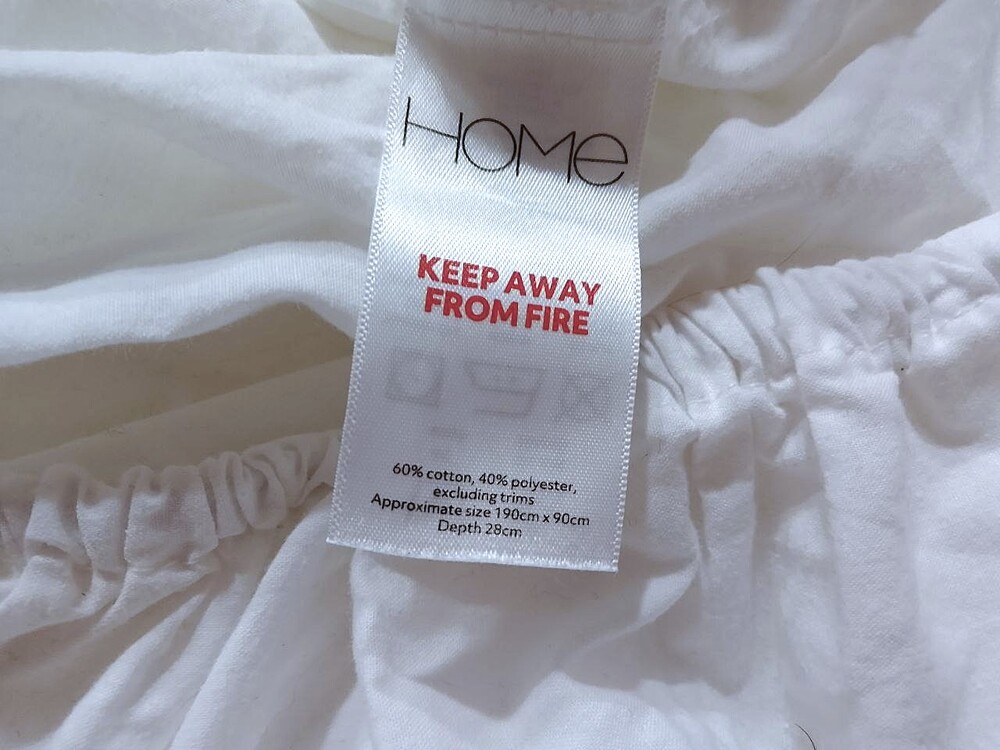 HOMe
KEEP AWAY
FROM FIRE
60% cotton, 40% polyester,
excluding trims
Approximate size 190cm x 90cm
Depth 28cm